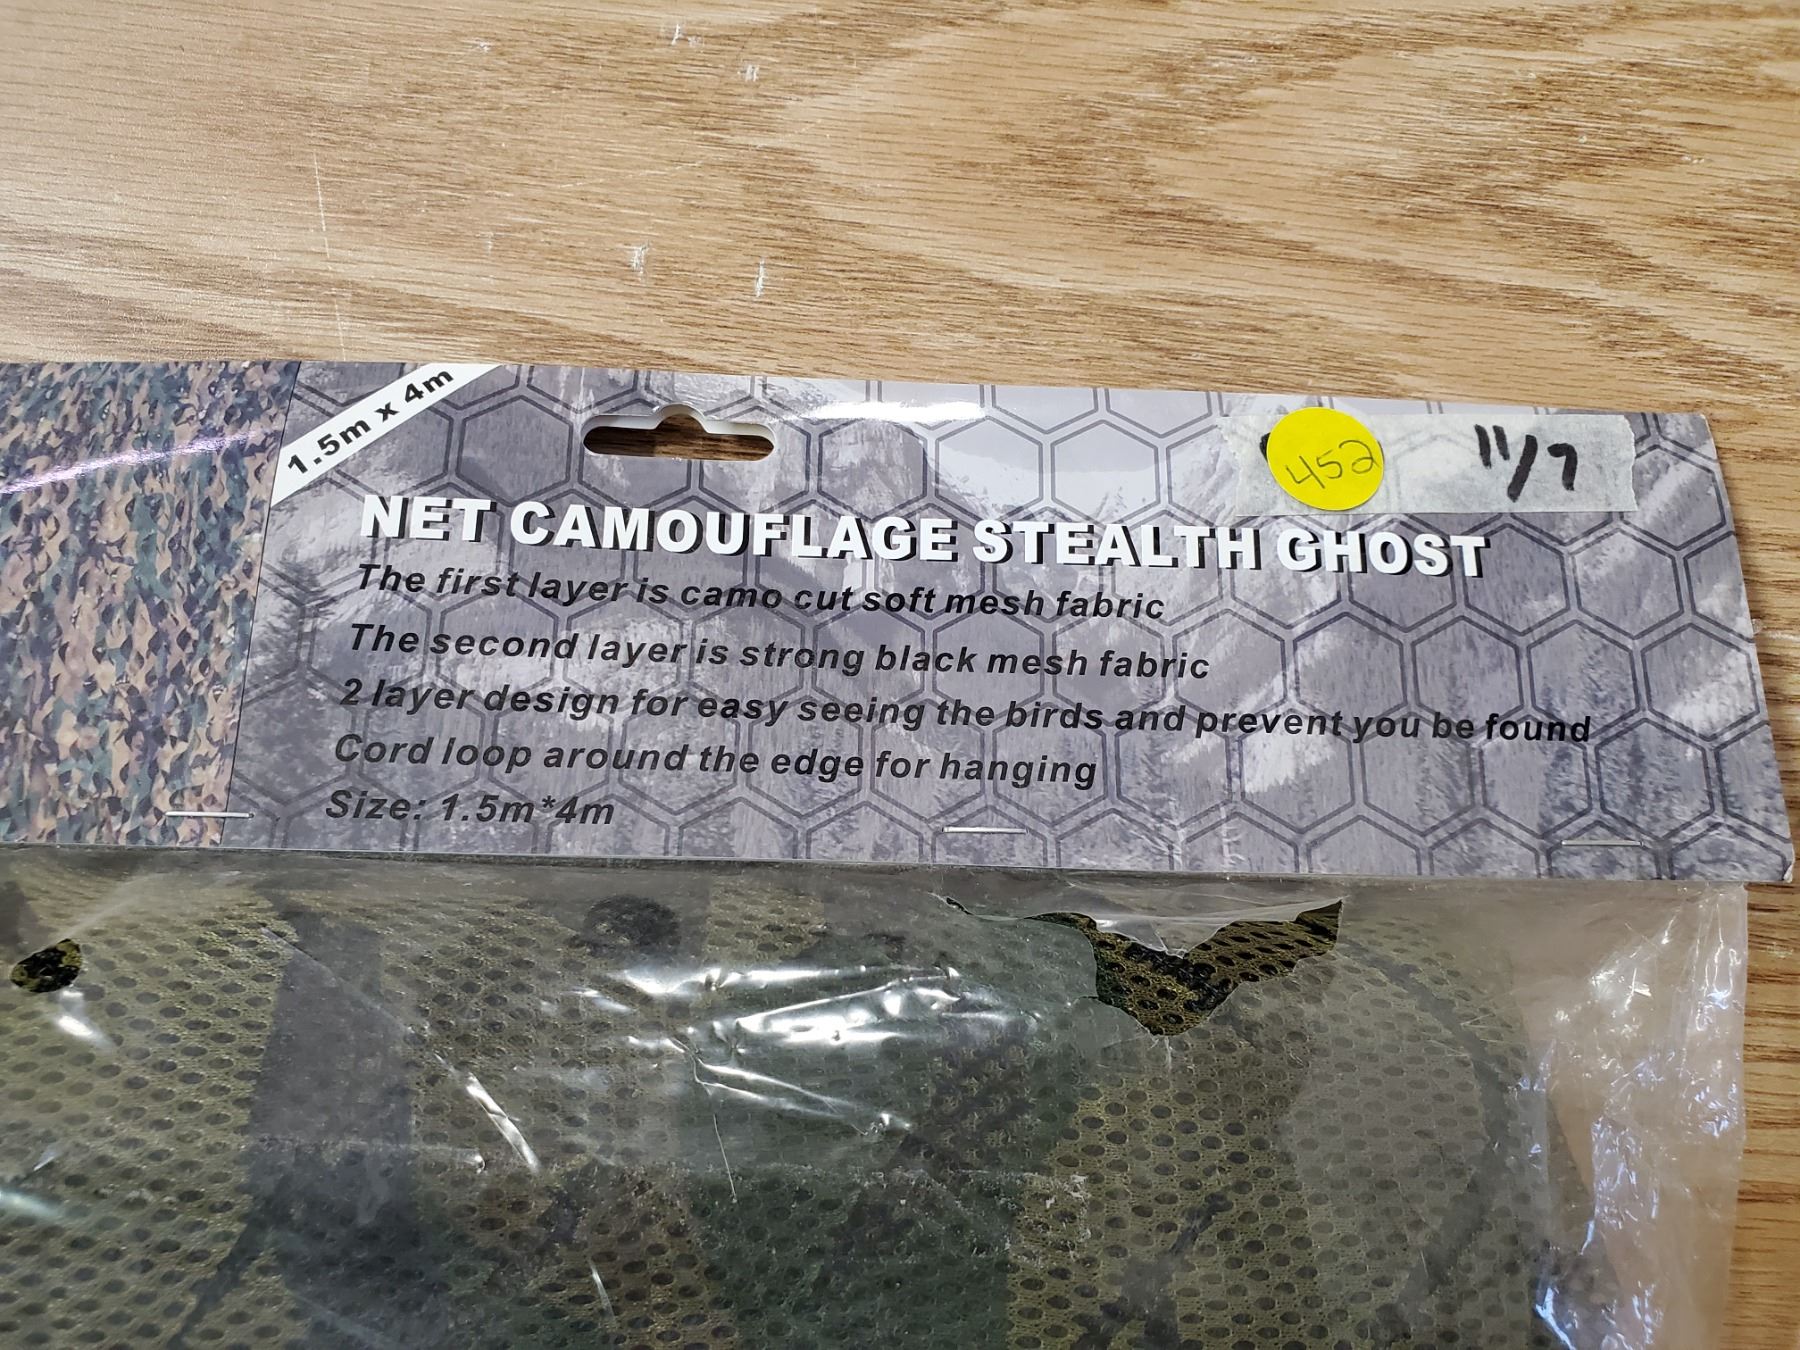 1.5m x 4m
452
11/7
NET CAMOUFLAGE STEALTH GHOST
The first layer is camo cut soft mesh fabric
The second layer is strong black mesh fabric
2 layer design for easy seeing the birds and prevent you be found
Cord loop around the edge for hanging
Size: 1.5m*4m